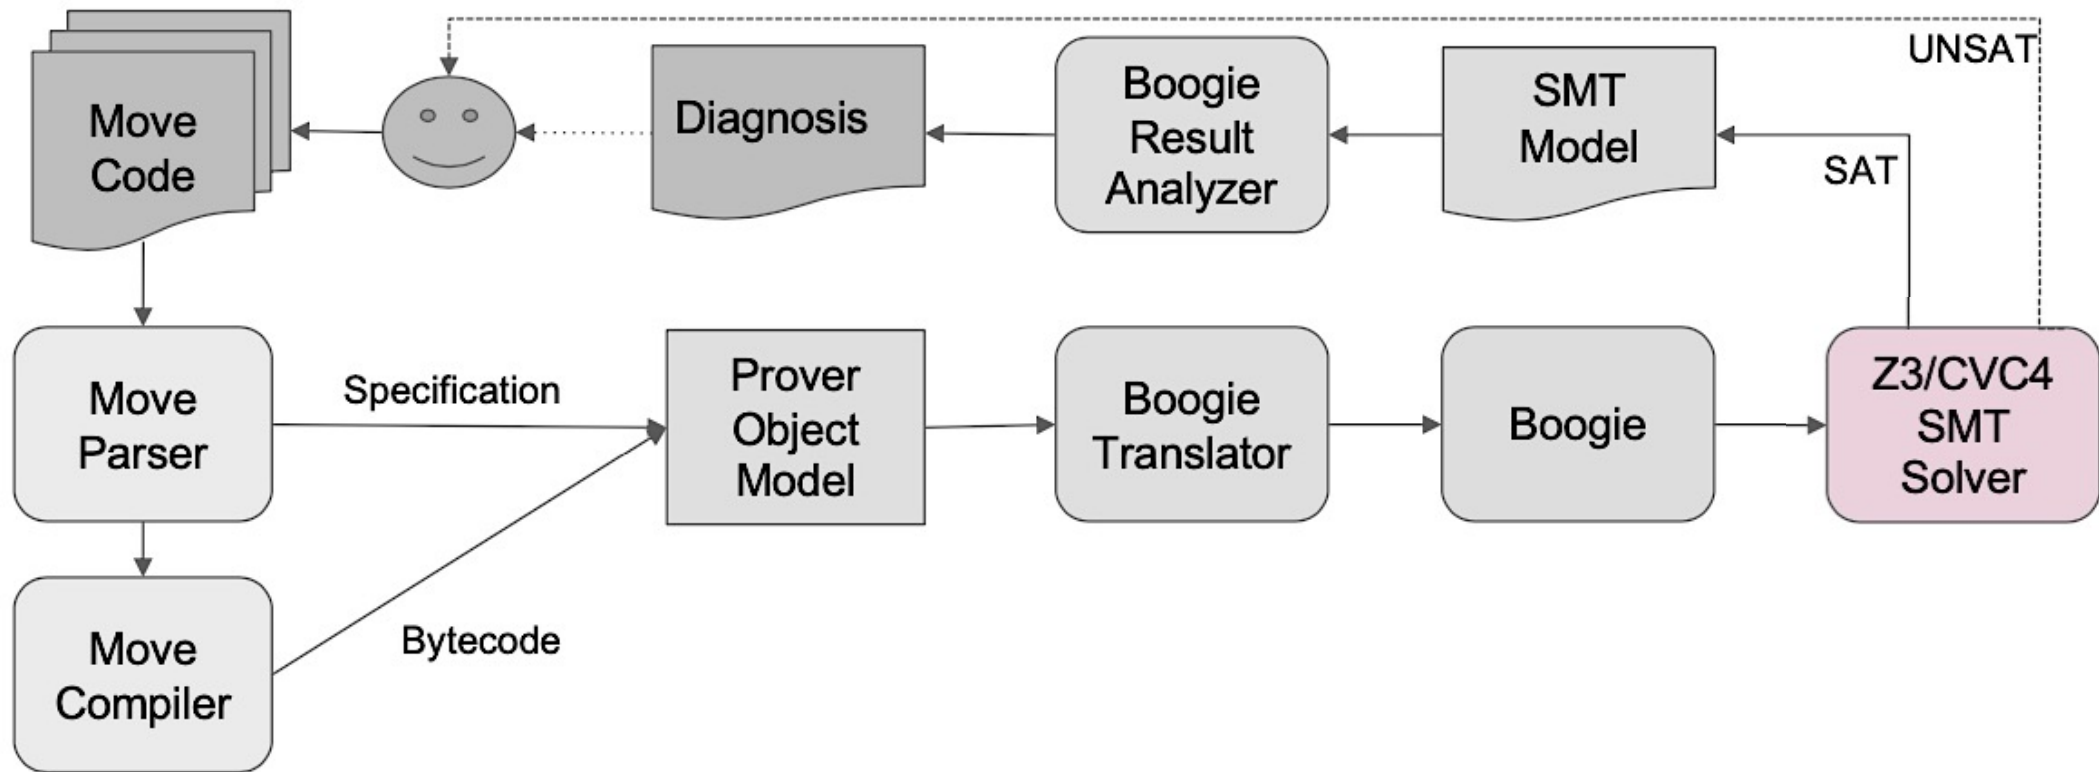 UNSAT
Move
Code
Diagnosis
Boogie
Result
Analyzer
SMT
Model
SAT
Move
Parser
Specification
Prover
Object
Model
Boogie
Translator
Boogie
Z3/CVC4
SMT
Solver
Move
Compiler
Bytecode